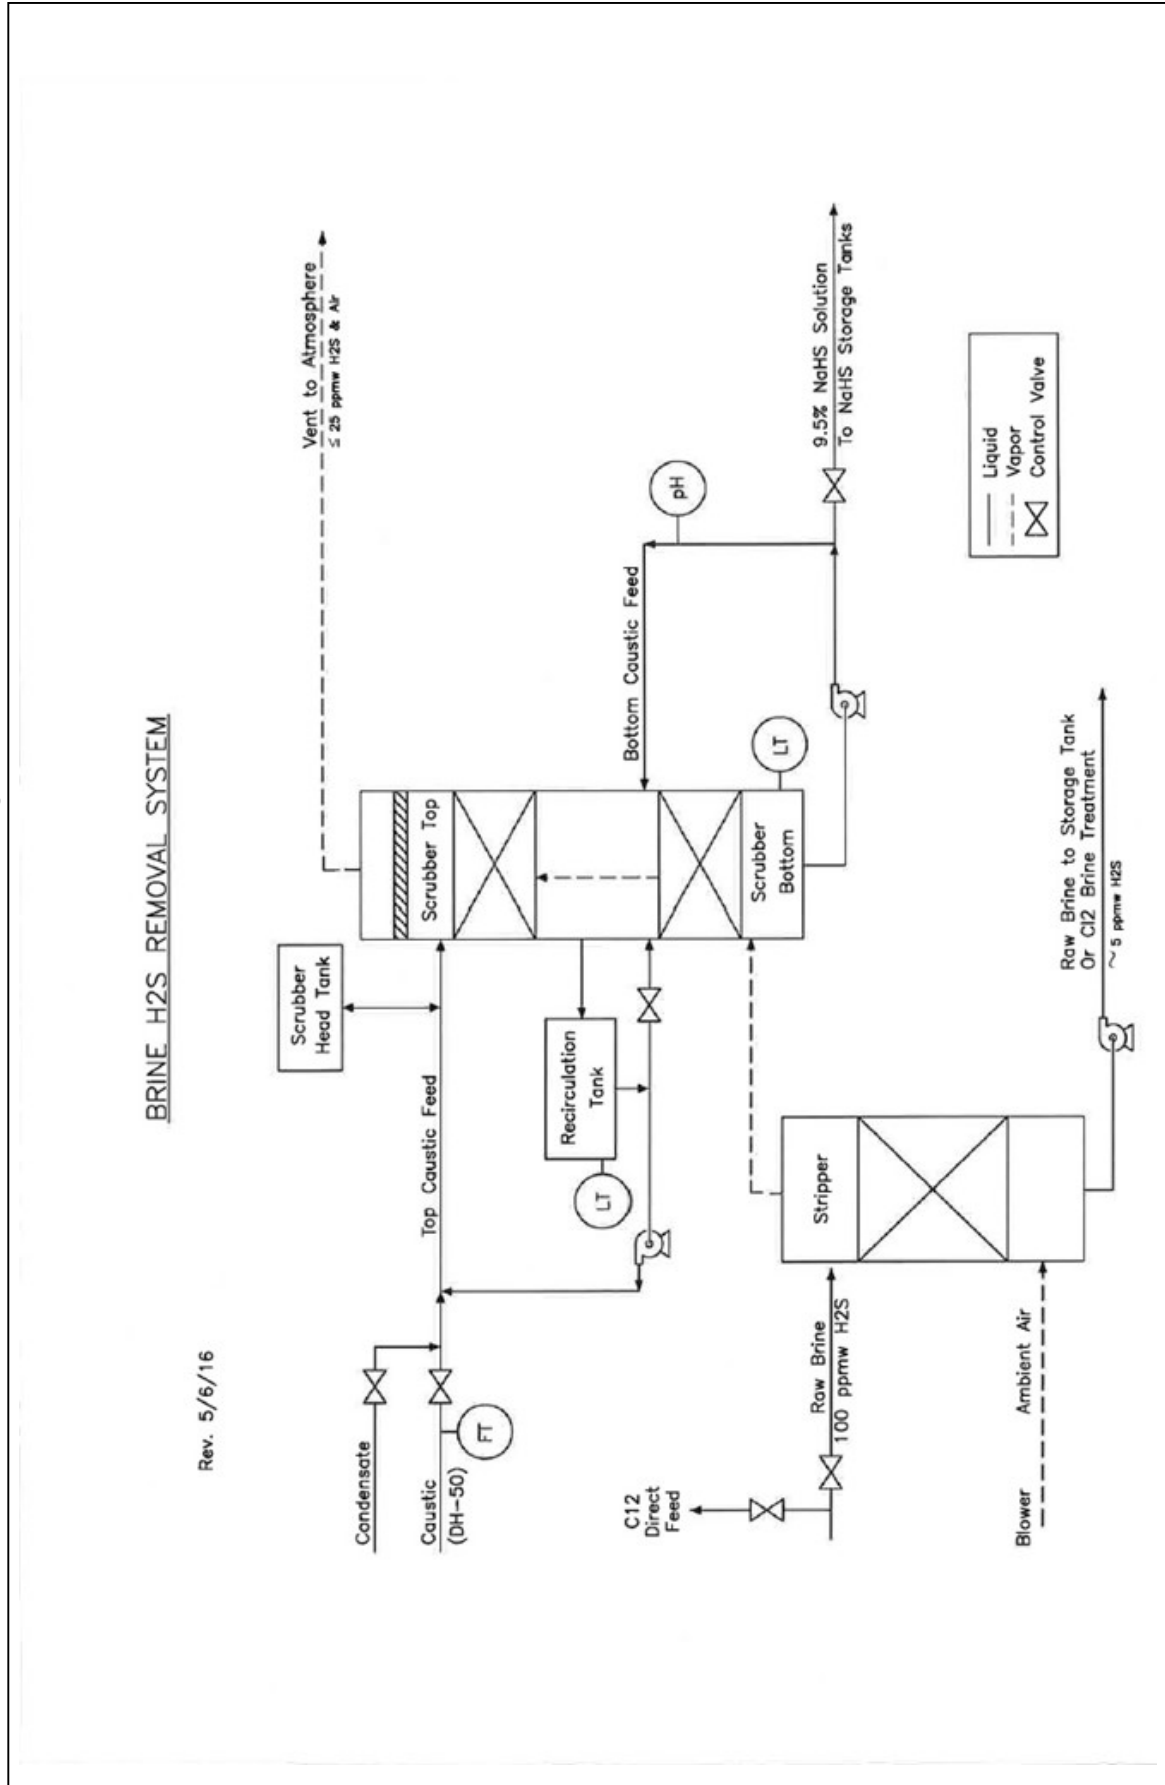 BRINE H2S REMOVAL SYSTEM
Rev. 5/6/16
Vent to Atmosphere
≤ 25 ppmw H2S & Air
Scrubber
Head Tank
Condensate
Caustic
(DH-50)
FT
Top Caustic Feed
Scrubber Top
Recirculation
Tank
LT
Bottom Caustic Feed
pH
Scrubber
Bottom
LT
9.5% NaHS Solution
To NaHS Storage Tanks
C12
Direct
Feed
Raw Brine
100 ppmw H2S
Stripper
Blower
Ambient Air
Raw Brine to Storage Tank
Or Cl2 Brine Treatment
~ 5 ppmw H2S
Liquid
Vapor
Control Valve